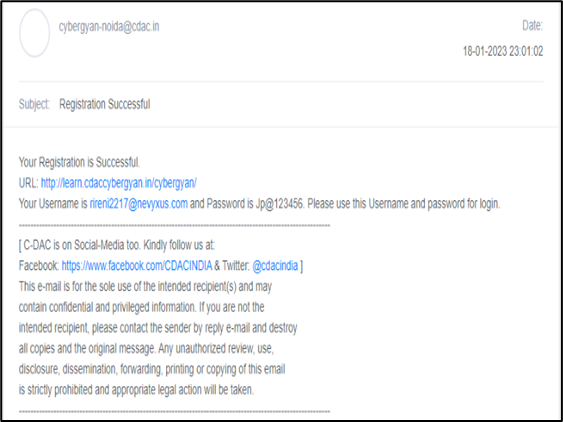 cybergyan-noida@cdac.in
Date:
18-01-2023 23:01:02
Subject: Registration Successful
Your Registration is Successful.
URL: http://learn.cdaccybergyan.in/cybergyan/
Your Username is rireni2217@nevyxus.com and Password is Jp@123456. Please use this Username and password for login.
------------------------------------------------------------------------------------------------------------
[ C-DAC is on Social-Media too. Kindly follow us at:
Facebook: https://www.facebook.com/CDACINDIA & Twitter: @cdacindia ]
This e-mail is for the sole use of the intended recipient(s) and may
contain confidential and privileged information. If you are not the
intended recipient, please contact the sender by reply e-mail and destroy
all copies and the original message. Any unauthorized review, use,
disclosure, dissemination, forwarding, printing or copying of this email
is strictly prohibited and appropriate legal action will be taken.
------------------------------------------------------------------------------------------------------------